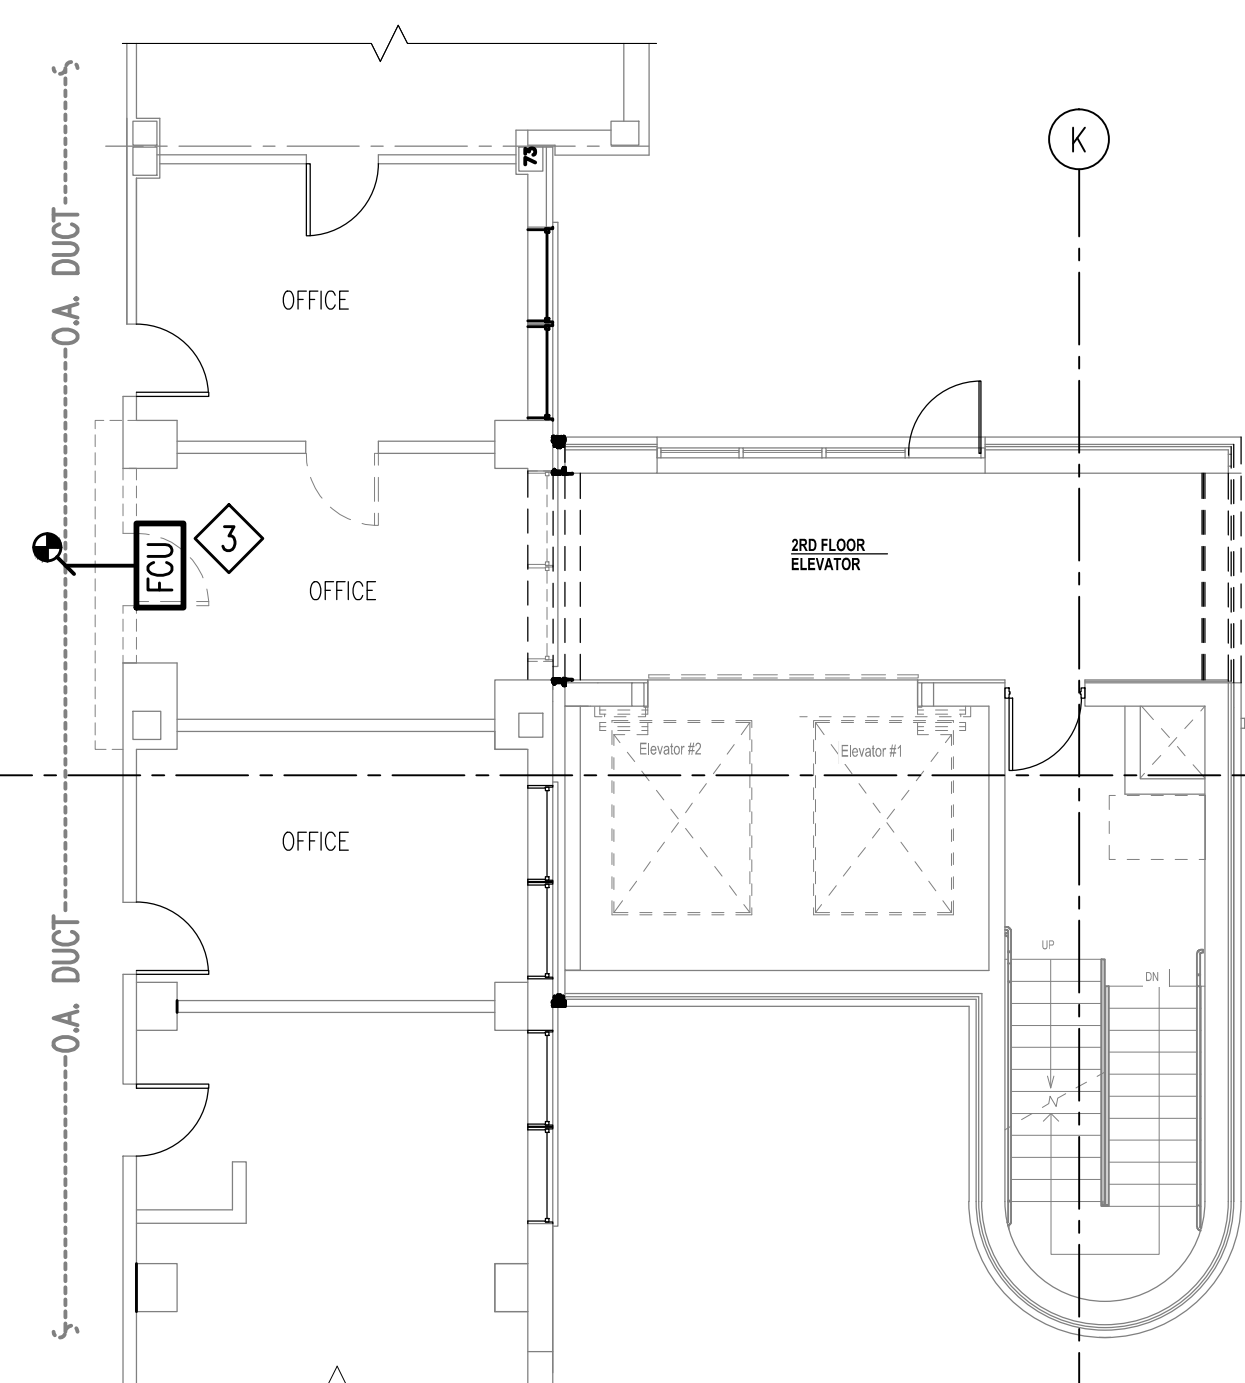 K
73
O.A. DUCT
OFFICE
2RD FLOOR
ELEVATOR
3
FCU
OFFICE
Elevator #2
Elevator #1
OFFICE
O.A. DUCT
UP
DN